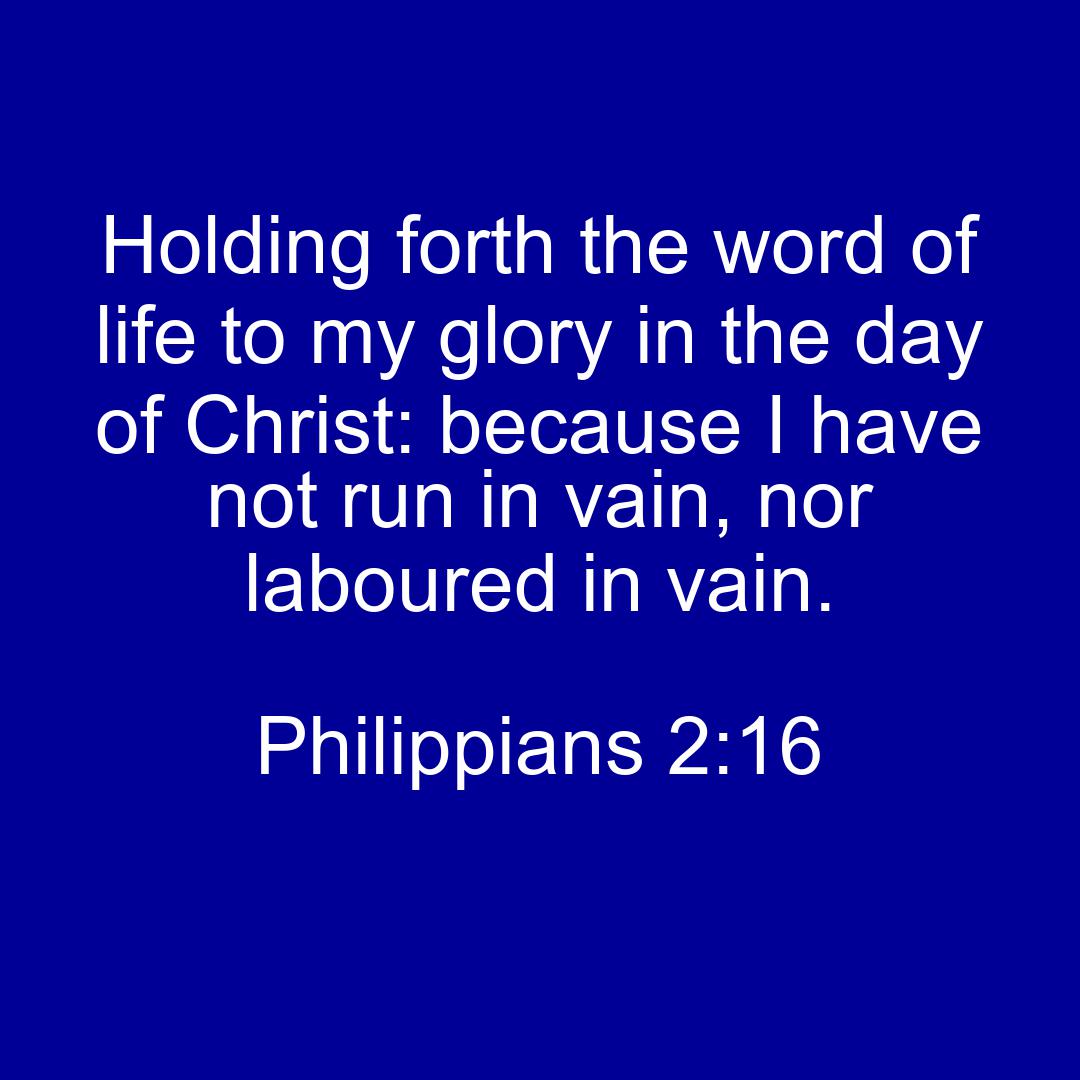 Holding forth the word of
life to my glory in the day
of Christ: because I have
not run in vain, nor
laboured in vain.
Philippians 2:16